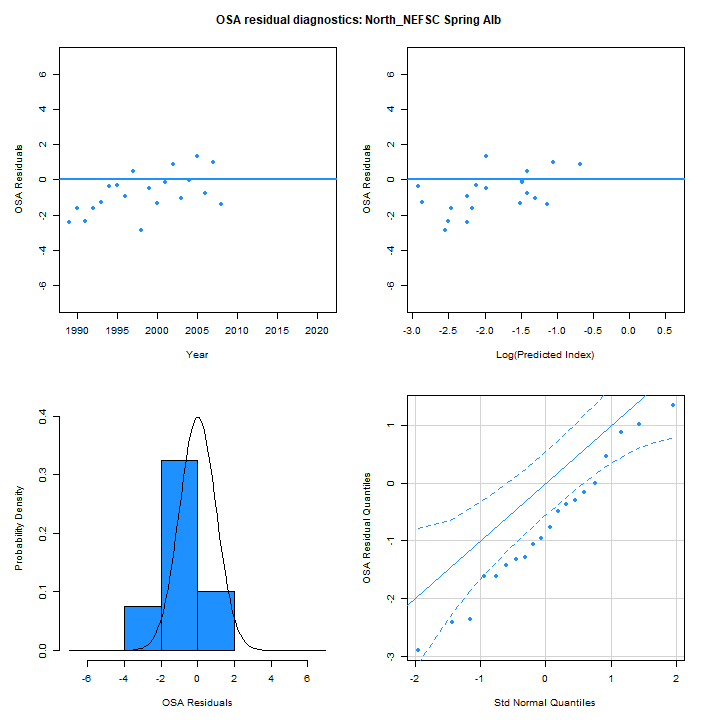 OSA residual diagnostics: North_NEFSC Spring Alb
OSA Residuals
6
4
2
0
-2
-4
-6
1990 1995 2000 2005 2010 2015 2020
Year
OSA Residuals
6
4
2
0
-2
-4
-6
-3.0 -2.5 -2.0 -1.5 -1.0 -0.5 0.0 0.5
Log(Predicted Index)
Probability Density
0.4
0.3
0.2
0.1
0.0
-6 -4 -2 0 2 4 6
OSA Residuals
OSA Residual Quantiles
1
0
-1
-2
-3
-2 -1 0 1 2
Std Normal Quantiles